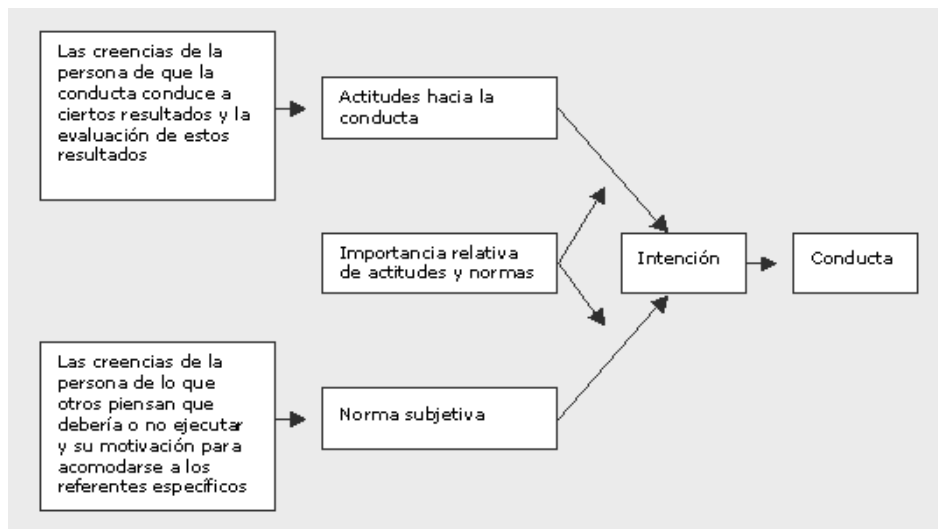 Las creencias de la
persona de que la
conducta conduce a
ciertos resultados y la
evaluación de estos
resultados
Actitudes hacia la
conducta
Importancia relativa
de actitudes y normas
Intención
Conducta
Las creencias de la
persona de lo que
otros piensan que
debería o no ejecutar
y su motivación para
acomodarse a los
referentes específicos
Norma subjetiva